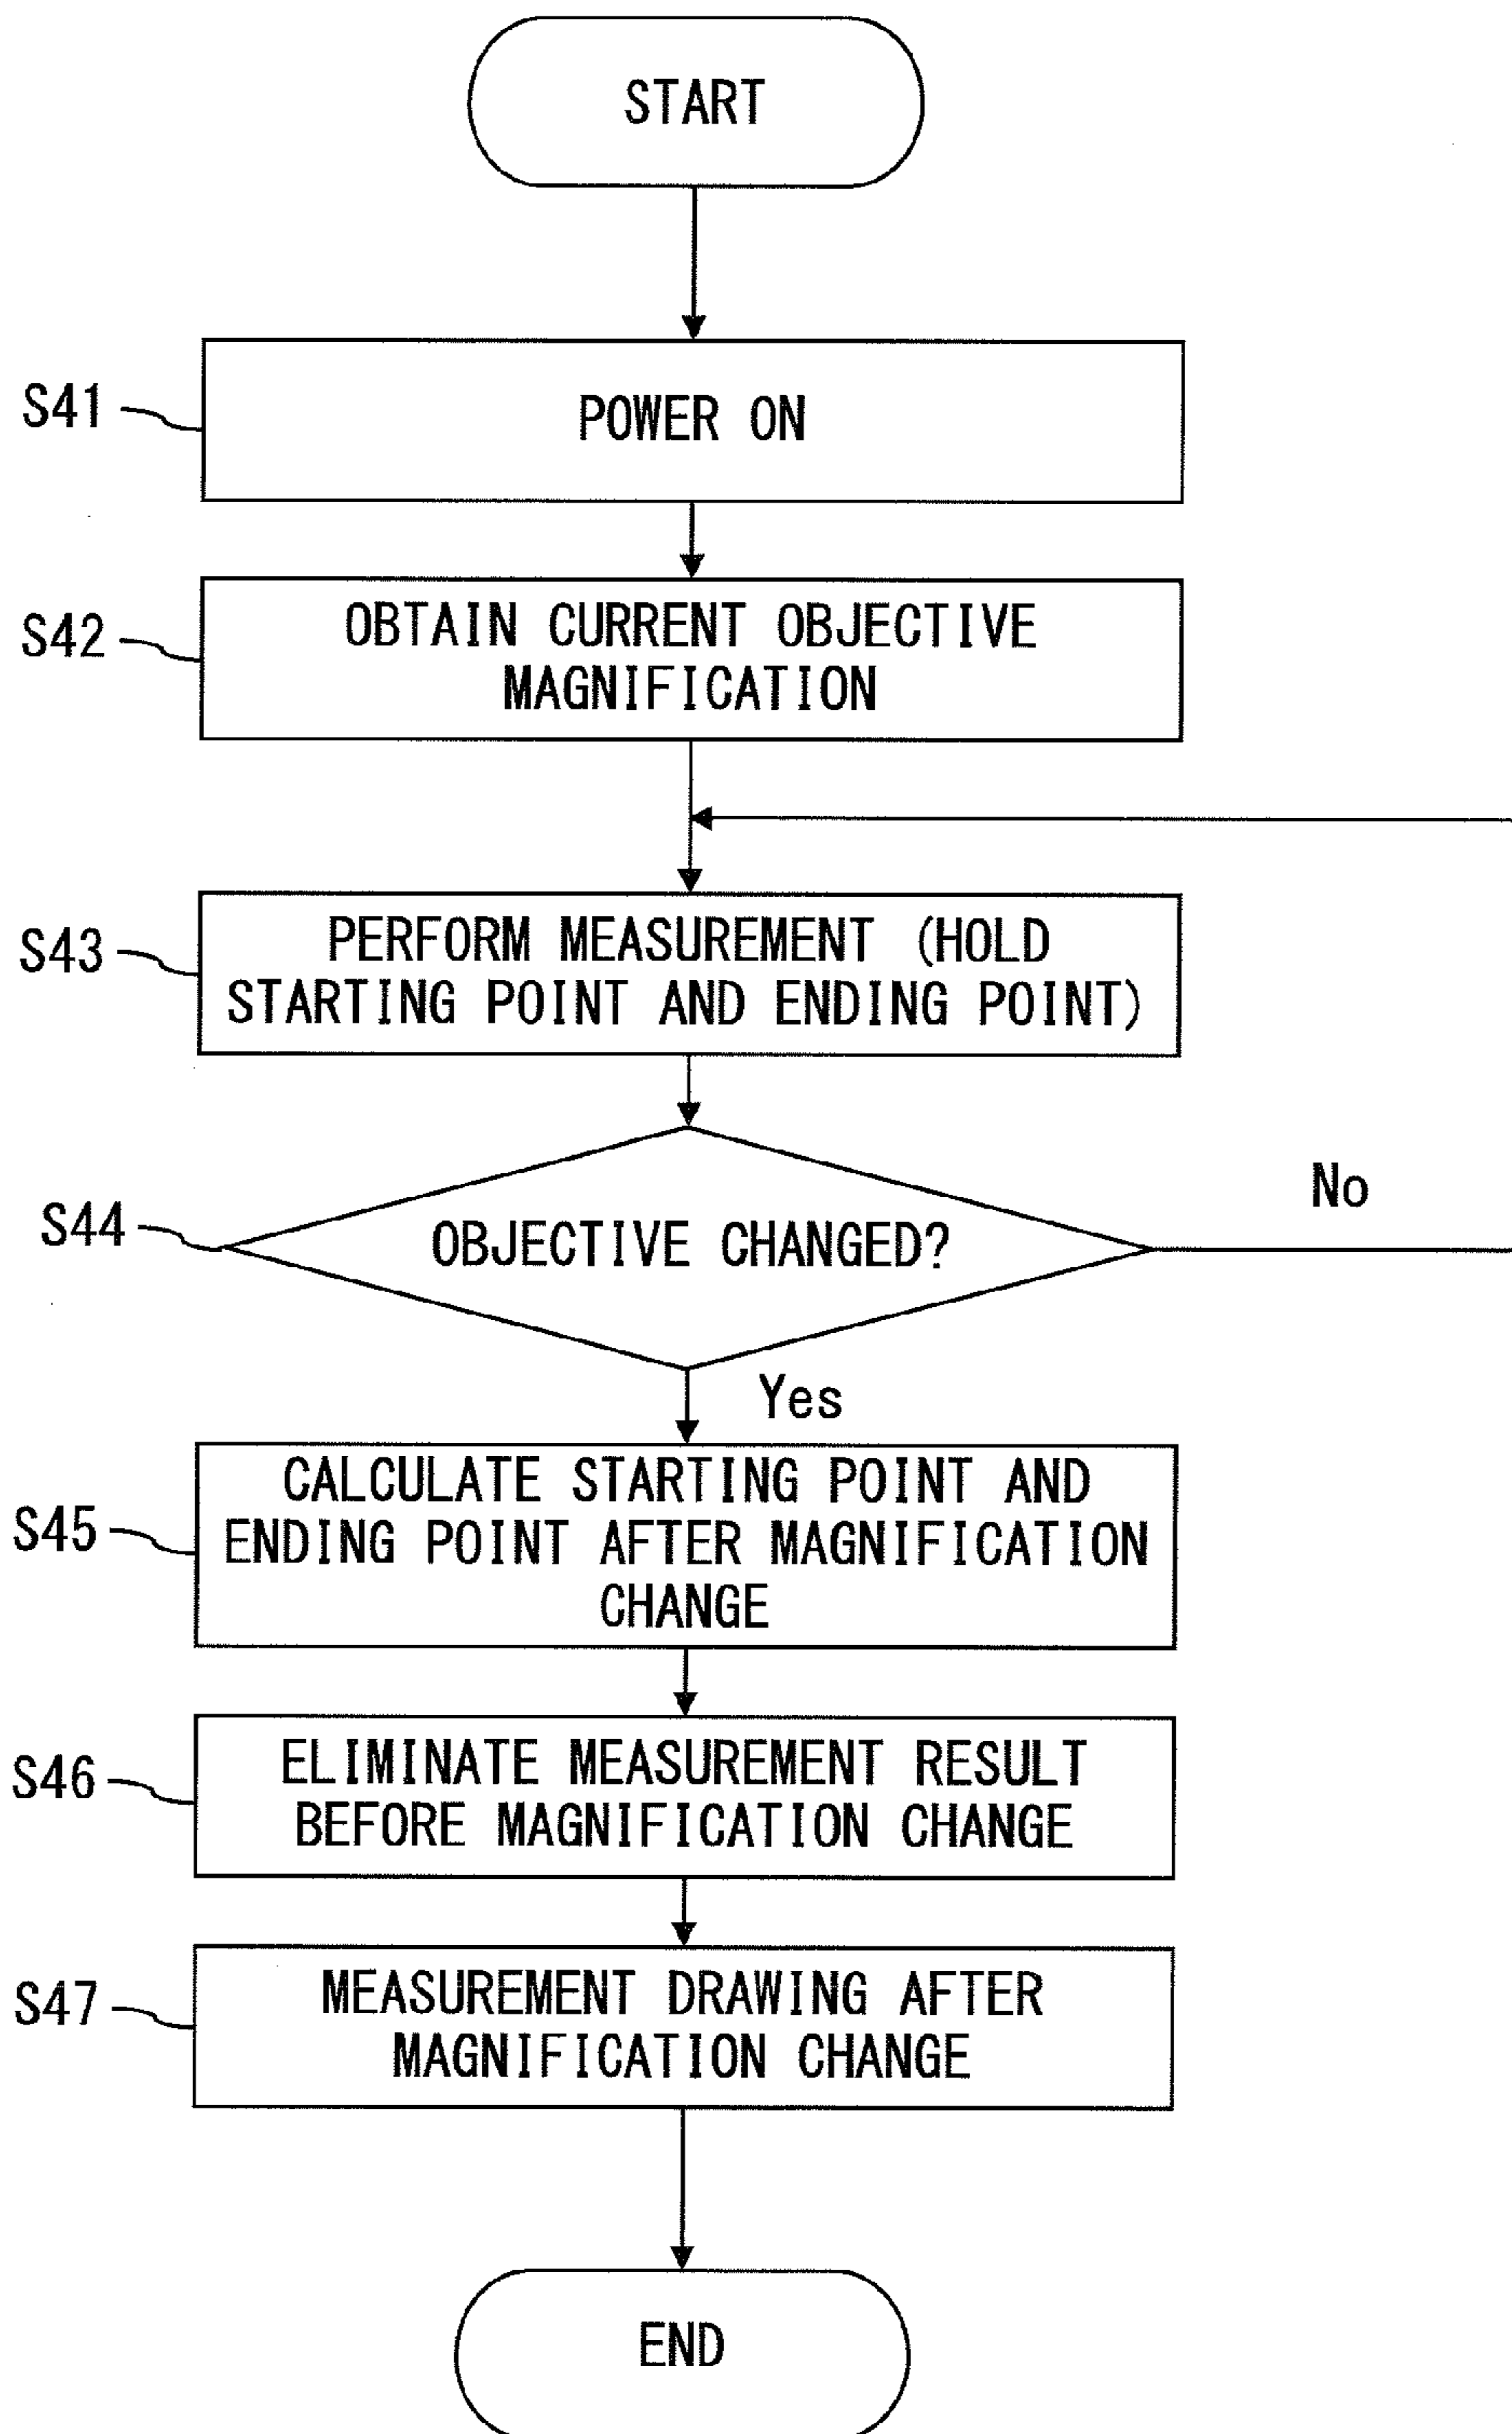 START
S41
POWER ON
S42
OBTAIN CURRENT OBJECTIVE
MAGNIFICATION
S43
PERFORM MEASUREMENT (HOLD
STARTING POINT AND ENDING POINT)
S44
OBJECTIVE CHANGED?
No
Yes
S45
CALCULATE STARTING POINT AND
ENDING POINT AFTER MAGNIFICATION
CHANGE
S46
ELIMINATE MEASUREMENT RESULT
BEFORE MAGNIFICATION CHANGE
S47
MEASUREMENT DRAWING AFTER
MAGNIFICATION CHANGE
END